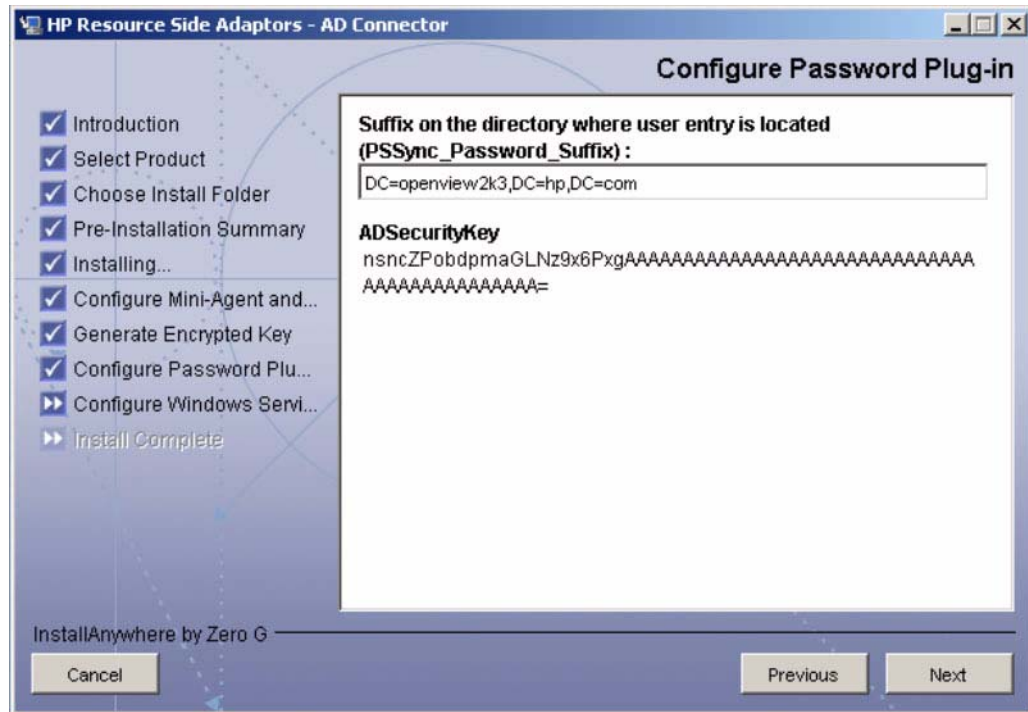 HP Resource Side Adaptors - AD Connector
Configure Password Plug-in
Introduction
Select Product
Choose Install Folder
Pre-Installation Summary
Installing...
Configure Mini-Agent and...
Generate Encrypted Key
Configure Password Plu...
Configure Windows Servi...
Install Complete
Suffix on the directory where user entry is located
(PSSync_Password_Suffix) :
DC=openview2k3,DC=hp,DC=com
ADSecurityKey
nsncZPobdpmaGLNz9x6PxgAAAAAAAAAAAAAAAAAAAAAAAAAAAAA
AAAAAAAAAAAAAAA=
InstallAnywhere by Zero G
Cancel
Previous
Next